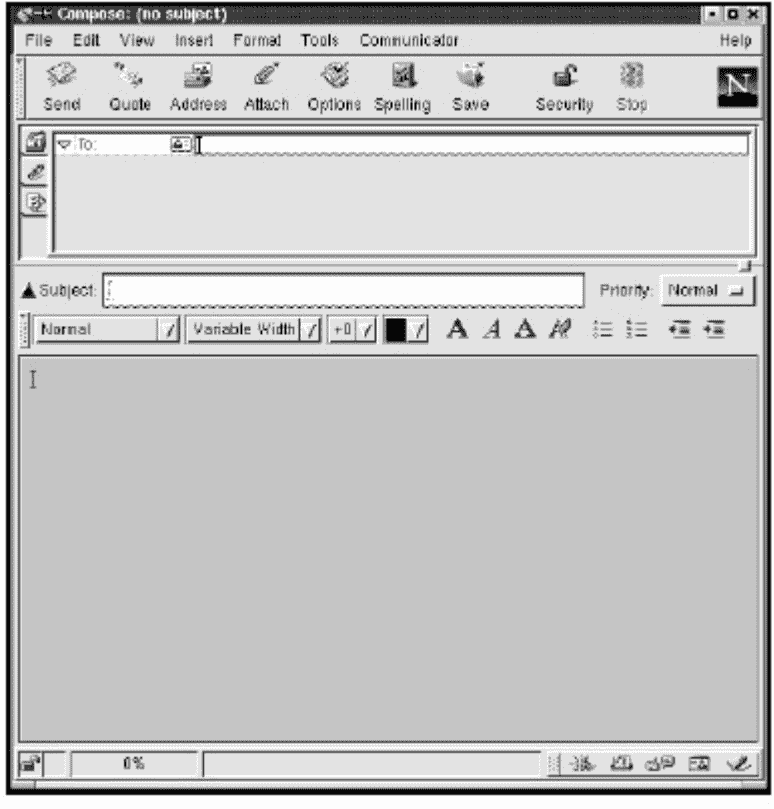 Compose: (no subject)
File Edit View Insert Format Tools Communicator Help
Send Quote Address Attach Options Spelling Save Security Stop N
To:
Subject: Priority: Normal
Normal Variable Width +0 A A A
0%